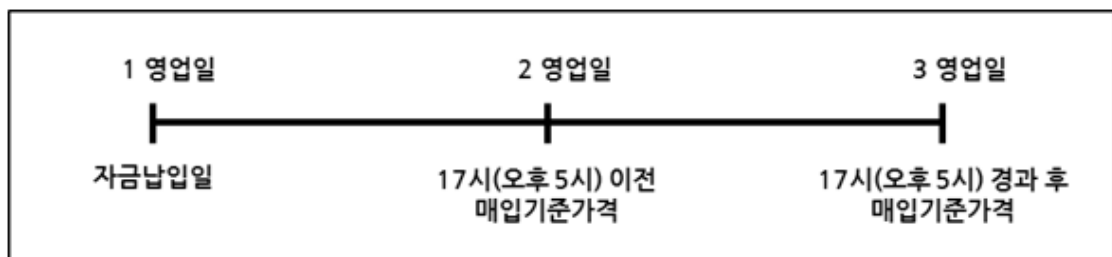 1 영업일
2 영업일
3 영업일
자금납입일
17시(오후 5시) 이전
매입기준가격
17시(오후 5시) 경과 후
매입기준가격